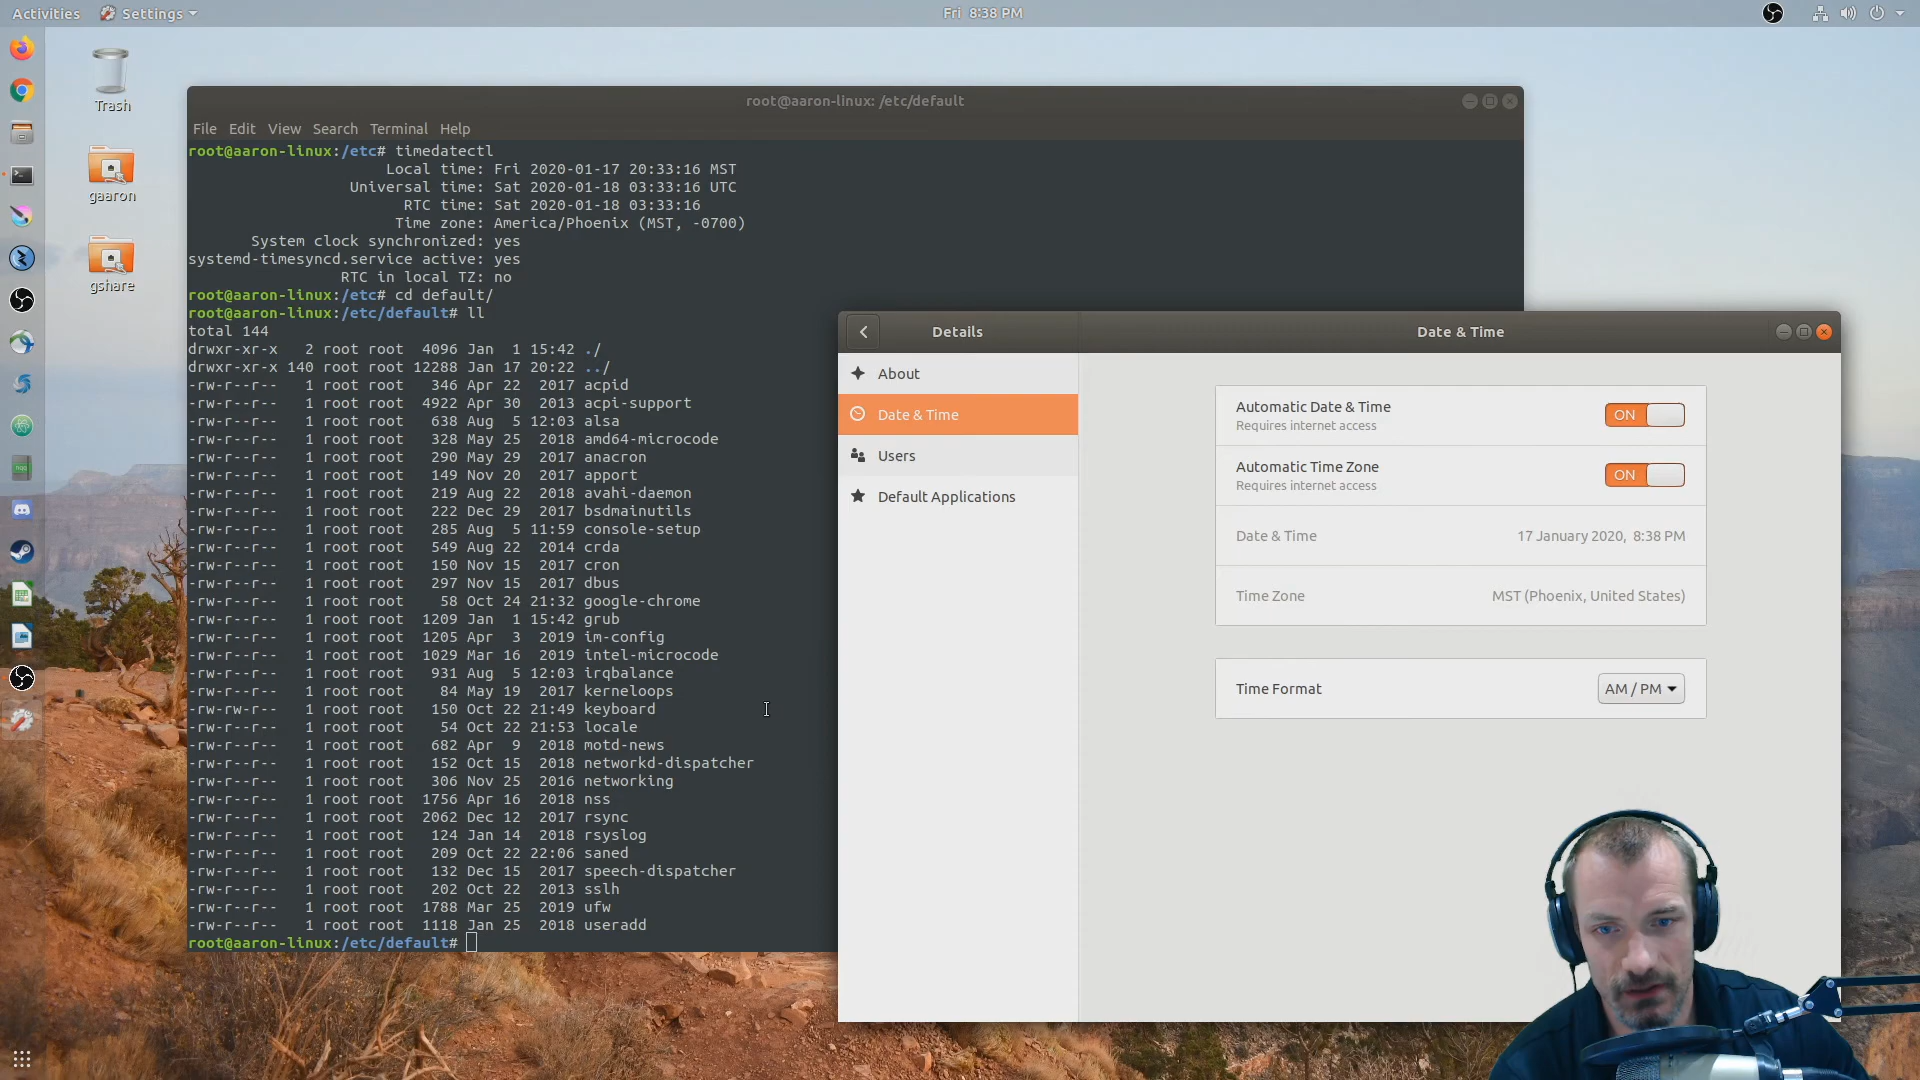 Activities
Settings
Fri 8:38 PM
Trash
gaaron
gshare
root@aaron-linux: /etc/default
File Edit View Search Terminal Help
root@aaron-linux:/etc# timedatectl
Local time: Fri 2020-01-17 20:33:16 MST
Universal time: Sat 2020-01-18 03:33:16 UTC
RTC time: Sat 2020-01-18 03:33:16
Time zone: America/Phoenix (MST, -0700)
System clock synchronized: yes
systemd-timesyncd.service active: yes
RTC in local TZ: no
root@aaron-linux:/etc# cd default/
root@aaron-linux:/etc/default# ll
total 144
drwxr-xr-x 2 root root 4096 Jan 1 15:42 ./
drwxr-xr-x 140 root root 12288 Jan 17 20:22 ../
-rw-r--r-- 1 root root 346 Apr 22 2017 acpid
-rw-r--r-- 1 root root 4922 Apr 30 2013 acpi-support
-rw-r--r-- 1 root root 638 Aug 5 12:03 alsa
-rw-r--r-- 1 root root 328 May 25 2018 amd64-microcode
-rw-r--r-- 1 root root 290 May 29 2017 anacron
-rw-r--r-- 1 root root 149 Nov 20 2017 apport
-rw-r--r-- 1 root root 219 Aug 22 2018 avahi-daemon
-rw-r--r-- 1 root root 222 Dec 29 2017 bsdmainutils
-rw-r--r-- 1 root root 285 Aug 5 11:59 console-setup
-rw-r--r-- 1 root root 549 Aug 22 2014 crda
-rw-r--r-- 1 root root 150 Nov 15 2017 cron
-rw-r--r-- 1 root root 297 Nov 15 2017 dbus
-rw-r--r-- 1 root root 58 Oct 24 21:32 google-chrome
-rw-r--r-- 1 root root 1209 Jan 1 15:42 grub
-rw-r--r-- 1 root root 1205 Apr 3 2019 im-config
-rw-r--r-- 1 root root 1029 Mar 16 2019 intel-microcode
-rw-r--r-- 1 root root 931 Aug 5 12:03 irqbalance
-rw-r--r-- 1 root root 84 May 19 2017 kerneloops
-rw-rw-r-- 1 root root 150 Oct 22 21:49 keyboard
-rw-r--r-- 1 root root 54 Oct 22 21:53 locale
-rw-r--r-- 1 root root 682 Apr 9 2018 motd-news
-rw-r--r-- 1 root root 152 Oct 15 2018 networkd-dispatcher
-rw-r--r-- 1 root root 306 Nov 25 2016 networking
-rw-r--r-- 1 root root 1756 Apr 16 2018 nss
-rw-r--r-- 1 root root 2062 Dec 12 2017 rsync
-rw-r--r-- 1 root root 124 Jan 14 2018 rsyslog
-rw-r--r-- 1 root root 209 Oct 22 22:06 saned
-rw-r--r-- 1 root root 132 Dec 15 2017 speech-dispatcher
-rw-r--r-- 1 root root 202 Oct 22 2013 sslh
-rw-r--r-- 1 root root 1788 Mar 25 2019 ufw
-rw-r--r-- 1 root root 1118 Jan 25 2018 useradd
root@aaron-linux:/etc/default#
Details
Date & Time
About
Date & Time
Users
Default Applications
Automatic Date & Time
Requires internet access
ON
Automatic Time Zone
Requires internet access
ON
Date & Time 17 January 2020, 8:38 PM
Time Zone MST (Phoenix, United States)
Time Format AM / PM